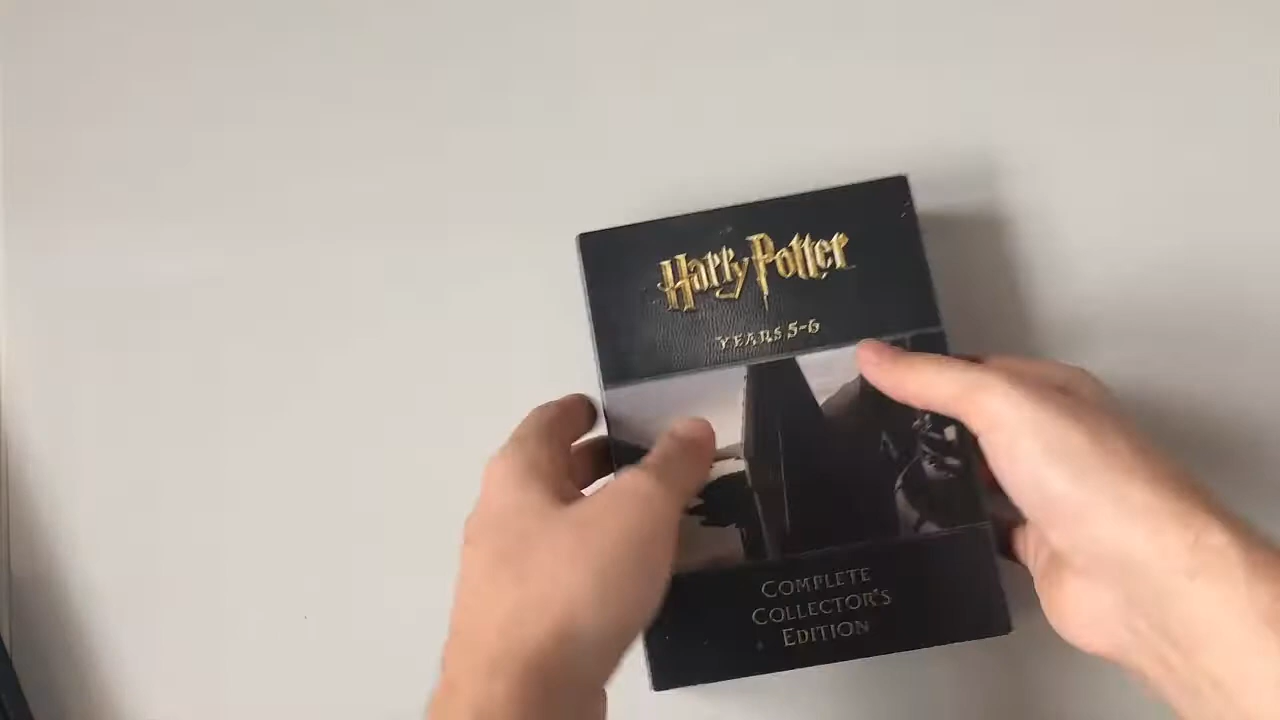 Harry Potter
YEARS 5-6
COMPLETE
COLLECTOR'S
EDITION